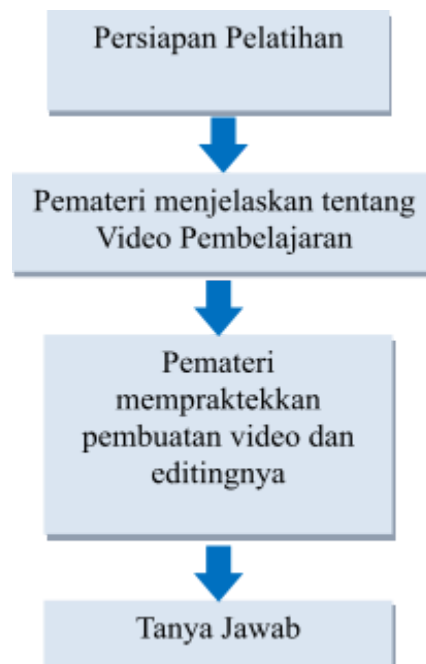 Persiapan Pelatihan
Pemateri menjelaskan tentang
Video Pembelajaran
Pemateri
mempraktekkan
pembuatan video dan
editingnya
Tanya Jawab